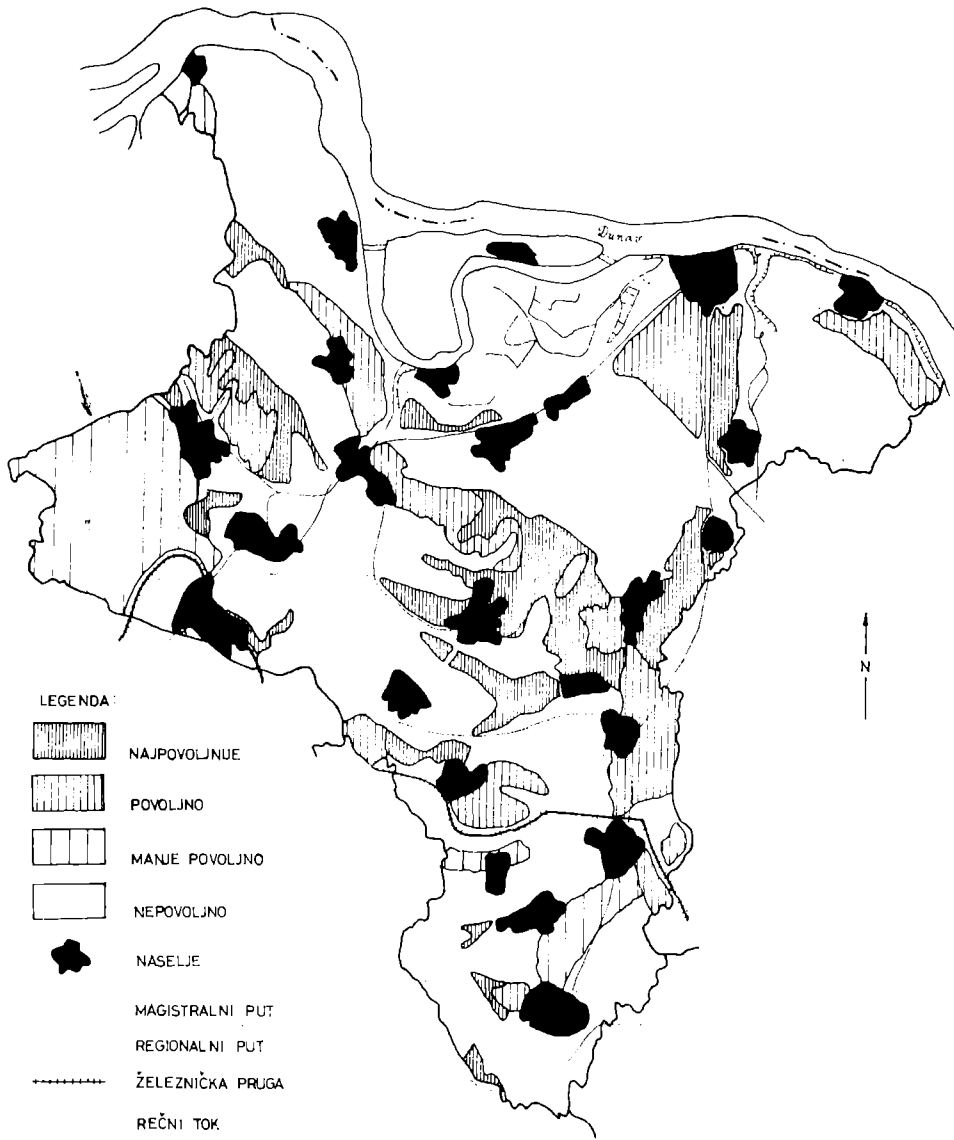 Dunav
N
LEGENDA:
NAJPOVOLJNIJE
POVOLJNO
MANJE POVOLJNO
NEPOVOLJNO
NASELJE
MAGISTRALNI PUT
REGIONALNI PUT
ŽELEZNIČKA PRUGA
REČNI TOK